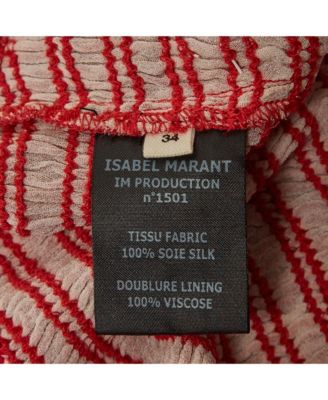 34
ISABEL MARANT
IM PRODUCTION
n°1501
TISSU FABRIC
100% SOIE SILK
DOUBLURE LINING
100% VISCOSE